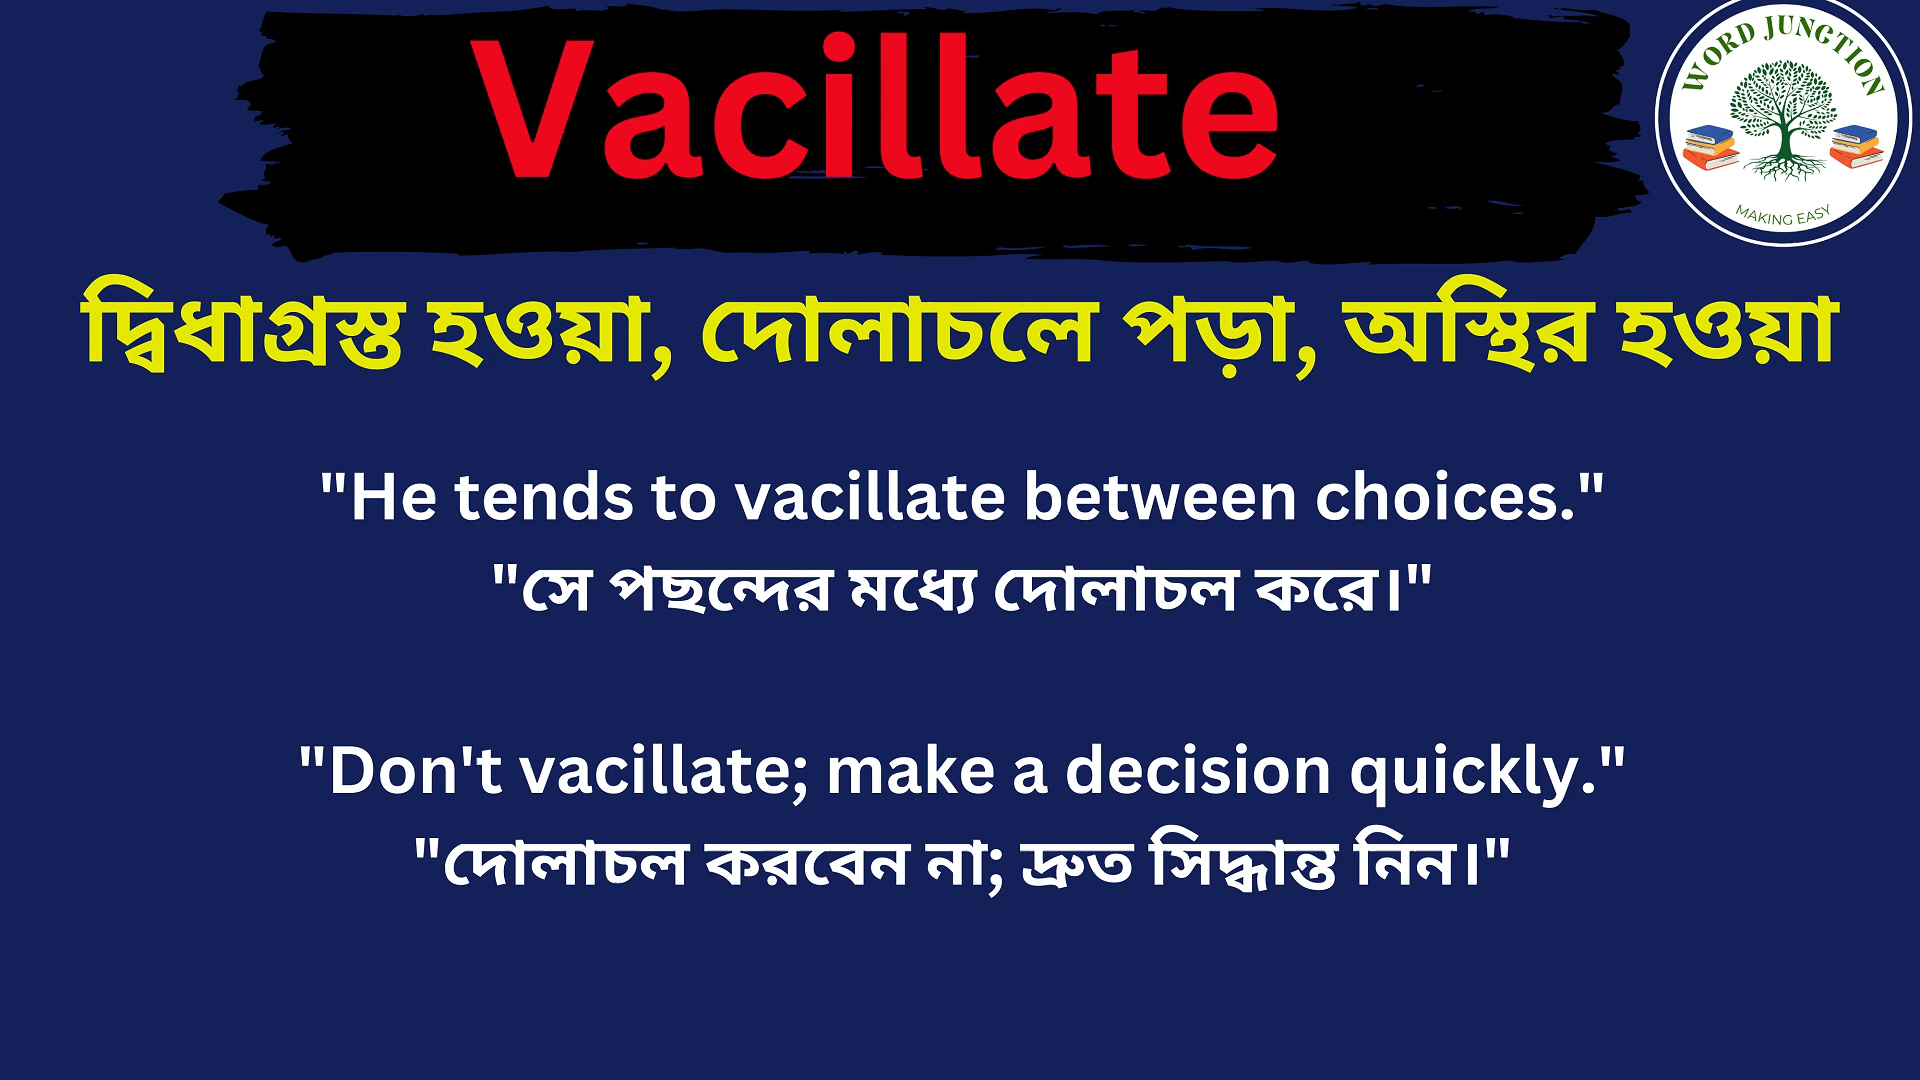 Vacillate
WORD JUNCTION
MAKING EASY
দ্বিধাগ্রস্ত হওয়া, দোলাচলে পড়া, অস্থির হওয়া
"He tends to vacillate between choices."
"সে পছন্দের মধ্যে দোলাচল করে।"
"Don't vacillate; make a decision quickly."
"দোলাচল করবেন না; দ্রুত সিদ্ধান্ত নিন।"